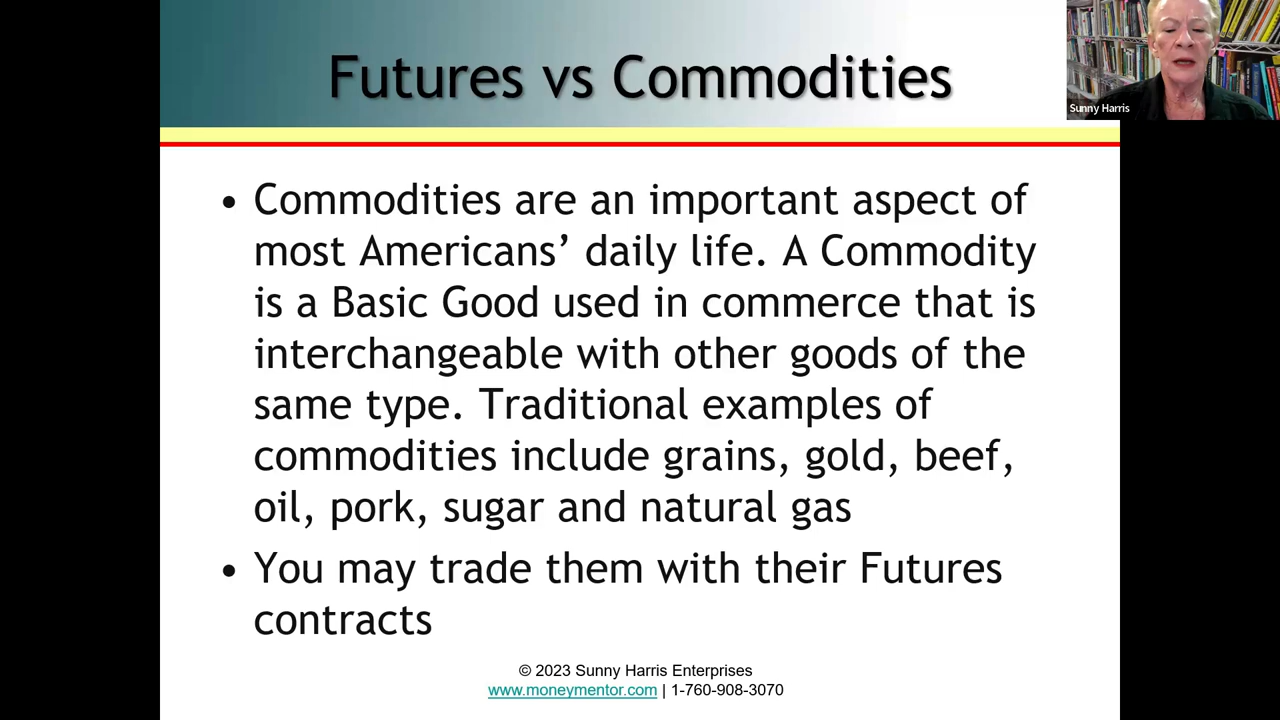 Futures vs Commodities
Sunny Harris
• Commodities are an important aspect of
most Americans’ daily life. A Commodity
is a Basic Good used in commerce that is
interchangeable with other goods of the
same type. Traditional examples of
commodities include grains, gold, beef,
oil, pork, sugar and natural gas
• You may trade them with their Futures
contracts
© 2023 Sunny Harris Enterprises
www.moneymentor.com | 1-760-908-3070